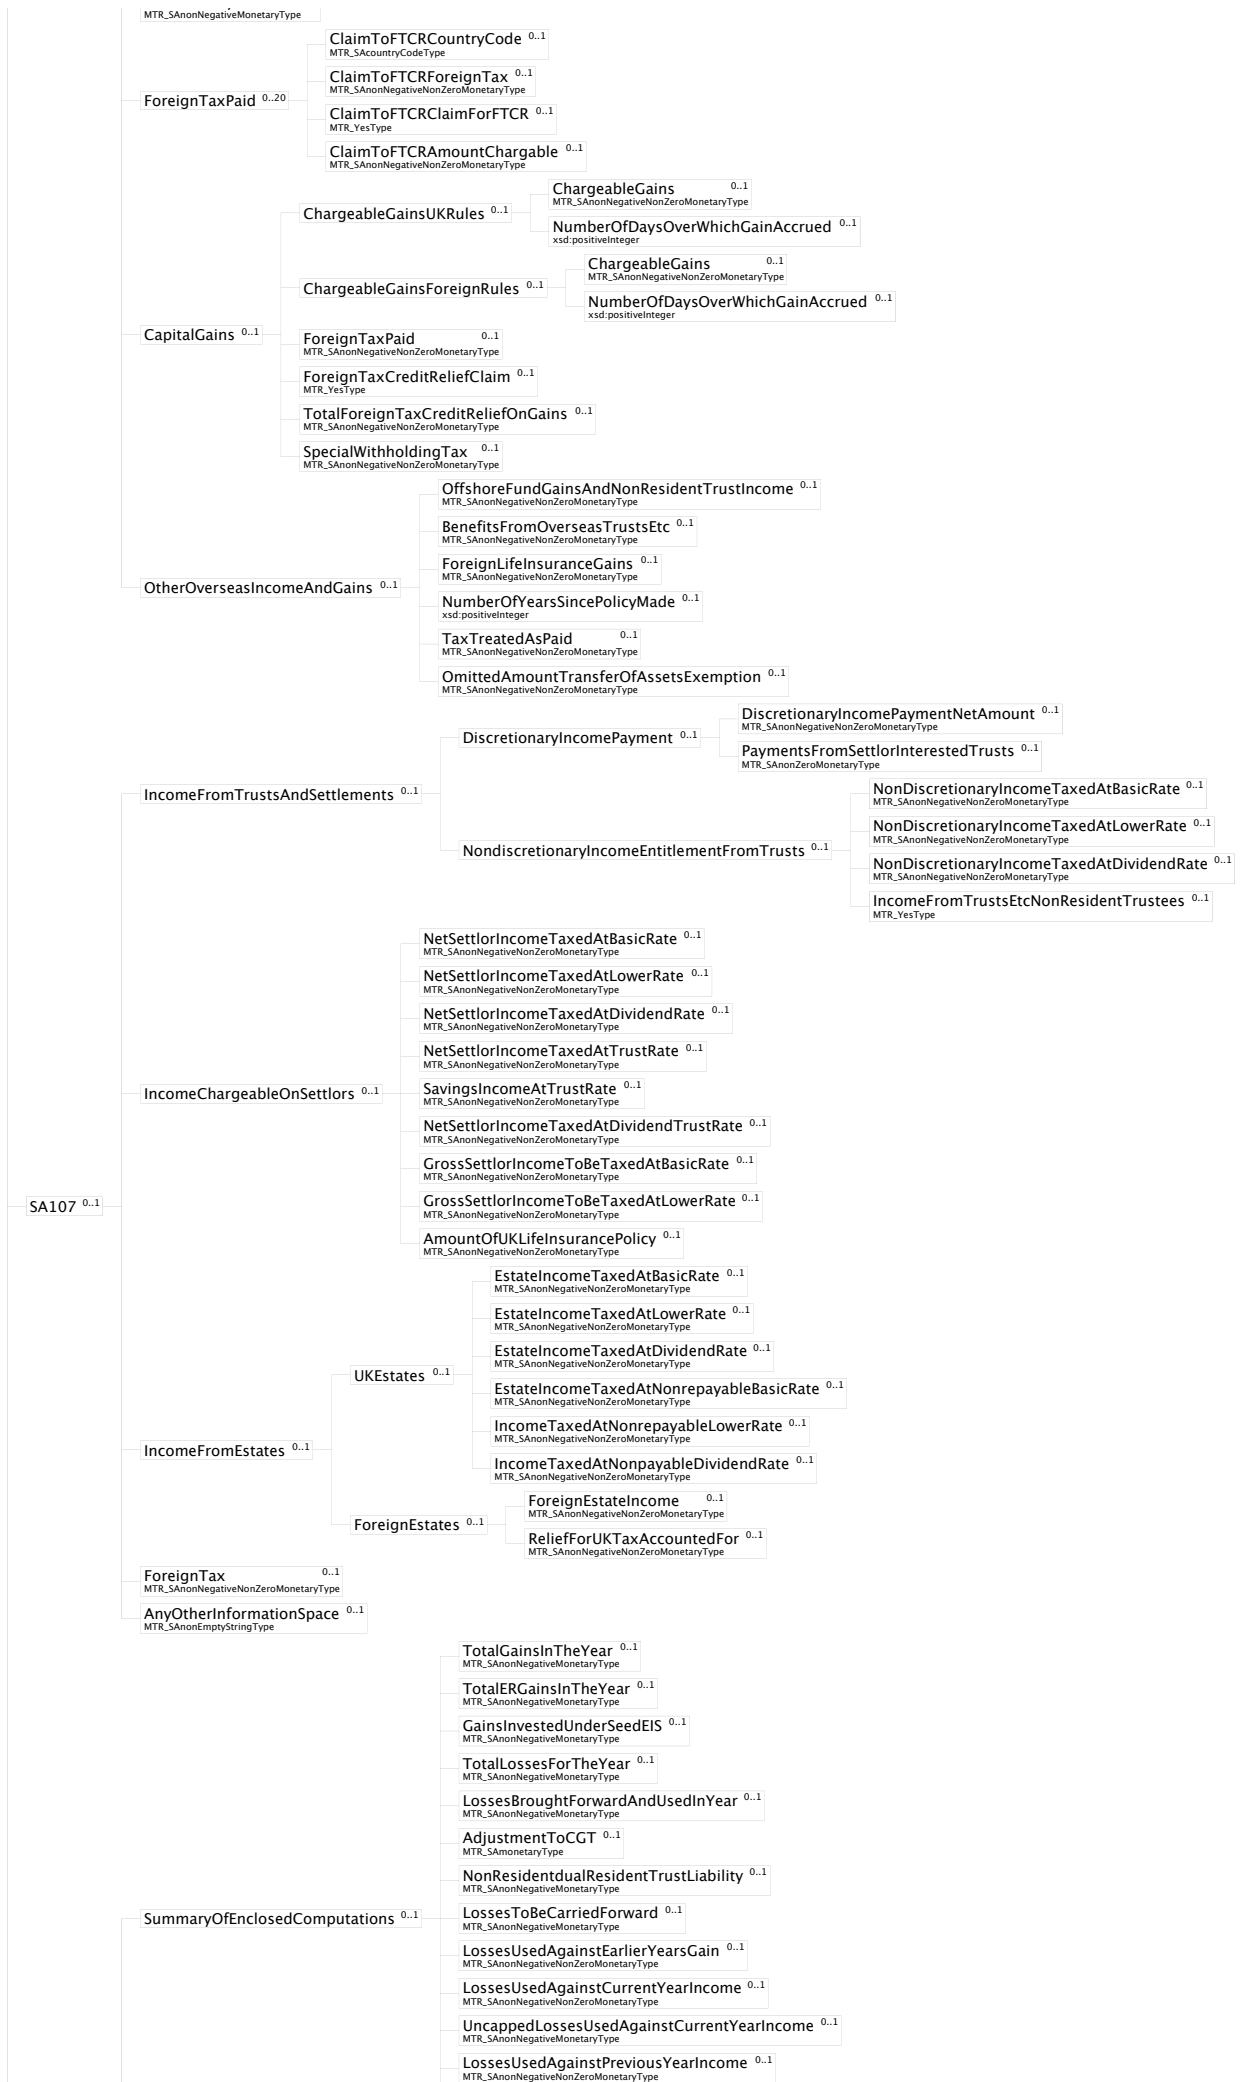 MTR_SAnonNegativeMonetaryType
ClaimToFTCRCountryCode 0..1
MTR_SAcountryCodeType
ClaimToFTCRForeignTax 0..1
MTR_SAnonNegativeNonZeroMonetaryType
ForeignTaxPaid 0..20
ClaimToFTCRClaimForFTCR 0..1
MTR_YesType
ClaimToFTCRAmountChargable 0..1
MTR_SAnonNegativeNonZeroMonetaryType
ChargeableGainsUKRules 0..1
ChargeableGains 0..1
MTR_SAnonNegativeNonZeroMonetaryType
NumberOfDaysOverWhichGainAccrued 0..1
xsd:positiveInteger
ChargeableGainsForeignRules 0..1
ChargeableGains 0..1
MTR_SAnonNegativeNonZeroMonetaryType
NumberOfDaysOverWhichGainAccrued 0..1
xsd:positiveInteger
CapitalGains 0..1
ForeignTaxPaid 0..1
MTR_SAnonNegativeNonZeroMonetaryType
ForeignTaxCreditReliefClaim 0..1
MTR_YesType
TotalForeignTaxCreditReliefOnGains 0..1
MTR_SAnonNegativeNonZeroMonetaryType
SpecialWithholdingTax 0..1
MTR_SAnonNegativeNonZeroMonetaryType
OffshoreFundGainsAndNonResidentTrustIncome 0..1
MTR_SAnonNegativeNonZeroMonetaryType
BenefitsFromOverseasTrustsEtc 0..1
MTR_SAnonNegativeNonZeroMonetaryType
ForeignLifeInsuranceGains 0..1
MTR_SAnonNegativeNonZeroMonetaryType
OtherOverseasIncomeAndGains 0..1
NumberOfYearsSincePolicyMade 0..1
xsd:positiveInteger
TaxTreatedAsPaid 0..1
MTR_SAnonNegativeNonZeroMonetaryType
OmittedAmountTransferOfAssetsExemption 0..1
MTR_SAnonNegativeNonZeroMonetaryType
DiscretionaryIncomePayment 0..1
DiscretionaryIncomePaymentNetAmount 0..1
MTR_SAnonNegativeNonZeroMonetaryType
PaymentsFromSettlorInterestedTrusts 0..1
MTR_SAnonZeroMonetaryType
IncomeFromTrustsAndSettlements 0..1
NondiscretionaryIncomeEntitlementFromTrusts 0..1
NonDiscretionaryIncomeTaxedAtBasicRate 0..1
MTR_SAnonNegativeNonZeroMonetaryType
NonDiscretionaryIncomeTaxedAtLowerRate 0..1
MTR_SAnonNegativeNonZeroMonetaryType
NonDiscretionaryIncomeTaxedAtDividendRate 0..1
MTR_SAnonNegativeNonZeroMonetaryType
IncomeFromTrustsEtcNonResidentTrustees 0..1
MTR_YesType
NetSettlorIncomeTaxedAtBasicRate 0..1
MTR_SAnonNegativeNonZeroMonetaryType
NetSettlorIncomeTaxedAtLowerRate 0..1
MTR_SAnonNegativeNonZeroMonetaryType
NetSettlorIncomeTaxedAtDividendRate 0..1
MTR_SAnonNegativeNonZeroMonetaryType
NetSettlorIncomeTaxedAtTrustRate 0..1
MTR_SAnonNegativeNonZeroMonetaryType
IncomeChargeableOnSettlors 0..1
SavingsIncomeAtTrustRate 0..1
MTR_SAnonNegativeNonZeroMonetaryType
NetSettlorIncomeTaxedAtDividendTrustRate 0..1
MTR_SAnonNegativeNonZeroMonetaryType
GrossSettlorIncomeToBeTaxedAtBasicRate 0..1
MTR_SAnonNegativeNonZeroMonetaryType
SA107 0..1
GrossSettlorIncomeToBeTaxedAtLowerRate 0..1
MTR_SAnonNegativeNonZeroMonetaryType
AmountOfUKLifeInsurancePolicy 0..1
MTR_SAnonNegativeNonZeroMonetaryType
EstateIncomeTaxedAtBasicRate 0..1
MTR_SAnonNegativeNonZeroMonetaryType
EstateIncomeTaxedAtLowerRate 0..1
MTR_SAnonNegativeNonZeroMonetaryType
EstateIncomeTaxedAtDividendRate 0..1
MTR_SAnonNegativeNonZeroMonetaryType
UKEstates 0..1
EstateIncomeTaxedAtNonrepayableBasicRate 0..1
MTR_SAnonNegativeNonZeroMonetaryType
IncomeTaxedAtNonrepayableLowerRate 0..1
MTR_SAnonNegativeNonZeroMonetaryType
IncomeFromEstates 0..1
IncomeTaxedAtNonpayableDividendRate 0..1
MTR_SAnonNegativeNonZeroMonetaryType
ForeignEstates 0..1
ForeignEstateIncome 0..1
MTR_SAnonNegativeNonZeroMonetaryType
ReliefForUKTaxAccountedFor 0..1
MTR_SAnonNegativeNonZeroMonetaryType
ForeignTax 0..1
MTR_SAnonNegativeNonZeroMonetaryType
AnyOtherInformationSpace 0..1
MTR_SAnonEmptyStringType
TotalGainsInTheYear 0..1
MTR_SAnonNegativeMonetaryType
TotalERGainsInTheYear 0..1
MTR_SAnonNegativeMonetaryType
GainsInvestedUnderSeedEIS 0..1
MTR_SAnonNegativeMonetaryType
TotalLossesForTheYear 0..1
MTR_SAnonNegativeMonetaryType
LossesBroughtForwardAndUsedInYear 0..1
MTR_SAnonNegativeMonetaryType
AdjustmentToCGT 0..1
MTR_SAmonetaryType
NonResidentdualResidentTrustLiability 0..1
MTR_SAnonNegativeMonetaryType
SummaryOfEnclosedComputations 0..1
LossesToBeCarriedForward 0..1
MTR_SAnonNegativeMonetaryType
LossesUsedAgainstEarlierYearsGain 0..1
MTR_SAnonNegativeNonZeroMonetaryType
LossesUsedAgainstCurrentYearIncome 0..1
MTR_SAnonNegativeNonZeroMonetaryType
UncappedLossesUsedAgainstCurrentYearIncome 0..1
MTR_SAnonNegativeMonetaryType
LossesUsedAgainstPreviousYearIncome 0..1
MTR_SAnonNegativeNonZeroMonetaryType